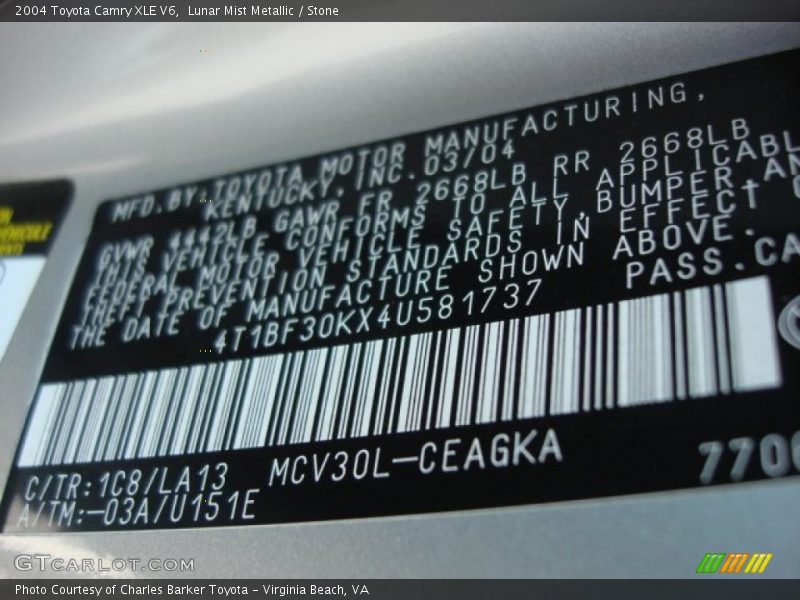 2004 Toyota Camry XLE V6, Lunar Mist Metallic / Stone
MFD.BY:TOYOTA MOTOR MANUFACTURING,
KENTUCKY,INC.03/04
GVWR 4442LB GAWR FR 2668LB RR 2668LB
THIS VEHICLE CONFORMS TO ALL APPLICABL
FEDERAL MOTOR VEHICLE SAFETY,BUMPER,AN
THEFT PREVENTION STANDARDS IN EFFECT
THE DATE OF MANUFACTURE SHOWN ABOVE.
4T1BF30KX4U581737 PASS.CA
C/TR:1C8/LA13 MCV30L-CEAGKA
A/TM:-03A/U151E 7700
GTCARLOT.COM
Photo Courtesy of Charles Barker Toyota - Virginia Beach, VA